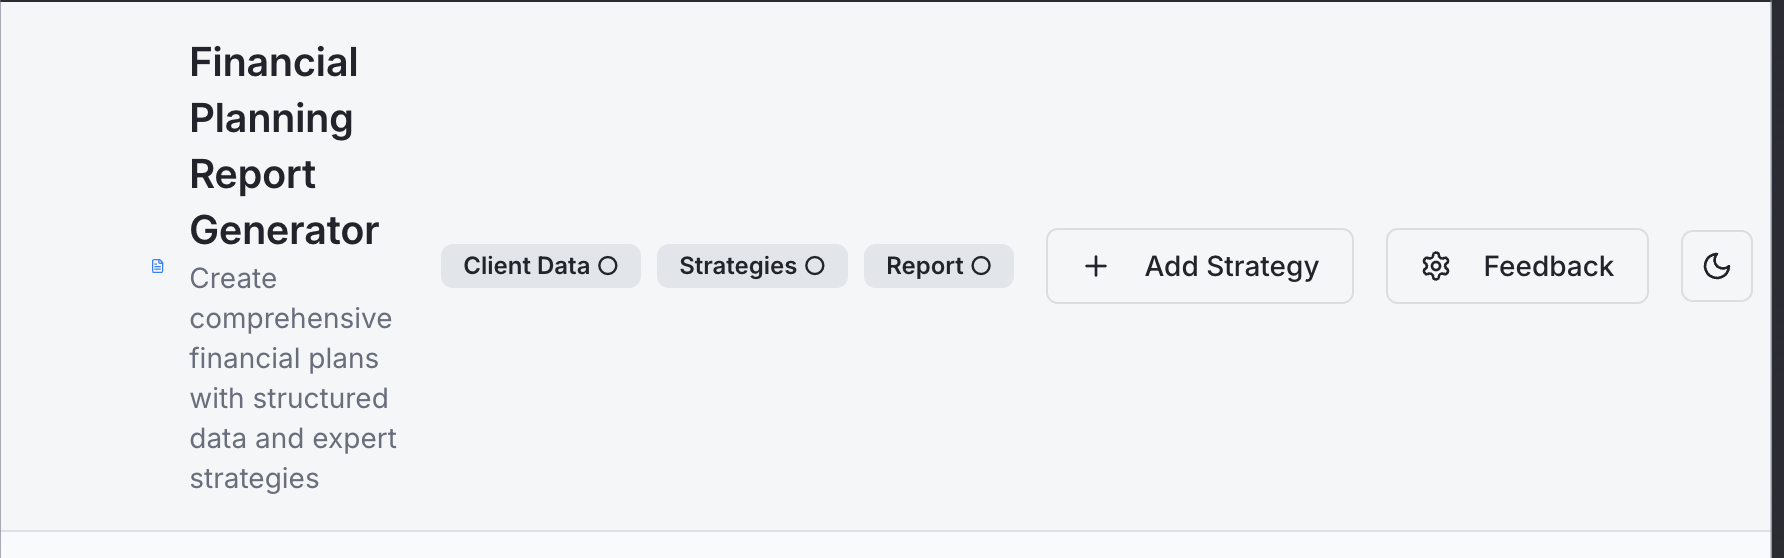 Financial
Planning
Report
Generator
Create
comprehensive
financial plans
with structured
data and expert
strategies
Client Data
Strategies
Report
Add Strategy
Feedback